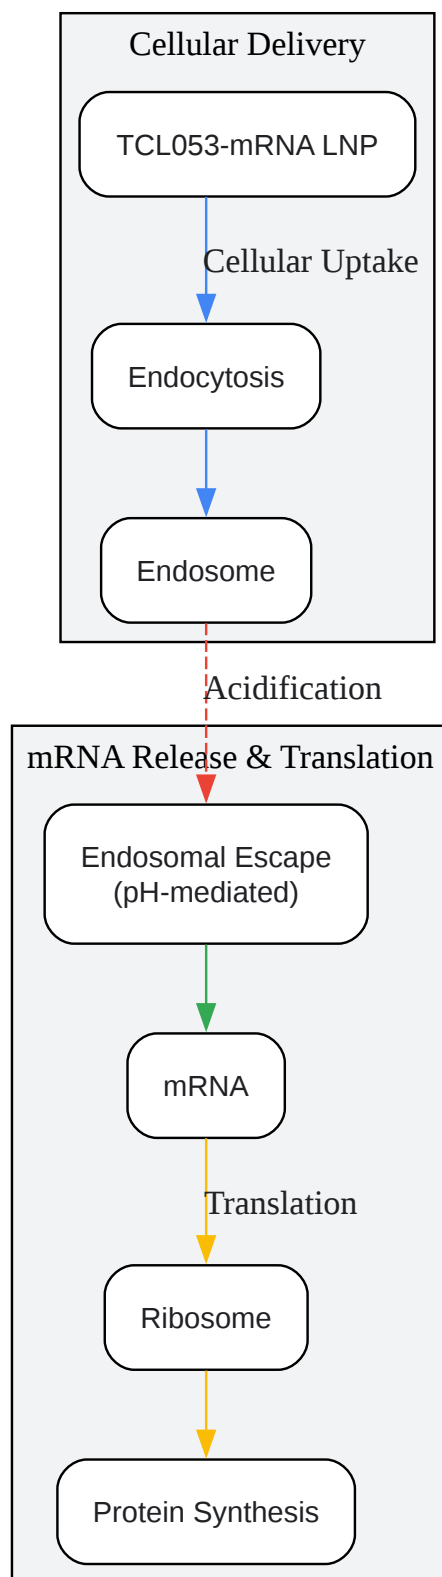 Cellular Delivery
TCL053-mRNA LNP
Cellular Uptake
Endocytosis
Endosome
Acidification
mRNA Release & Translation
Endosomal Escape
(pH-mediated)
mRNA
Translation
Ribosome
Protein Synthesis